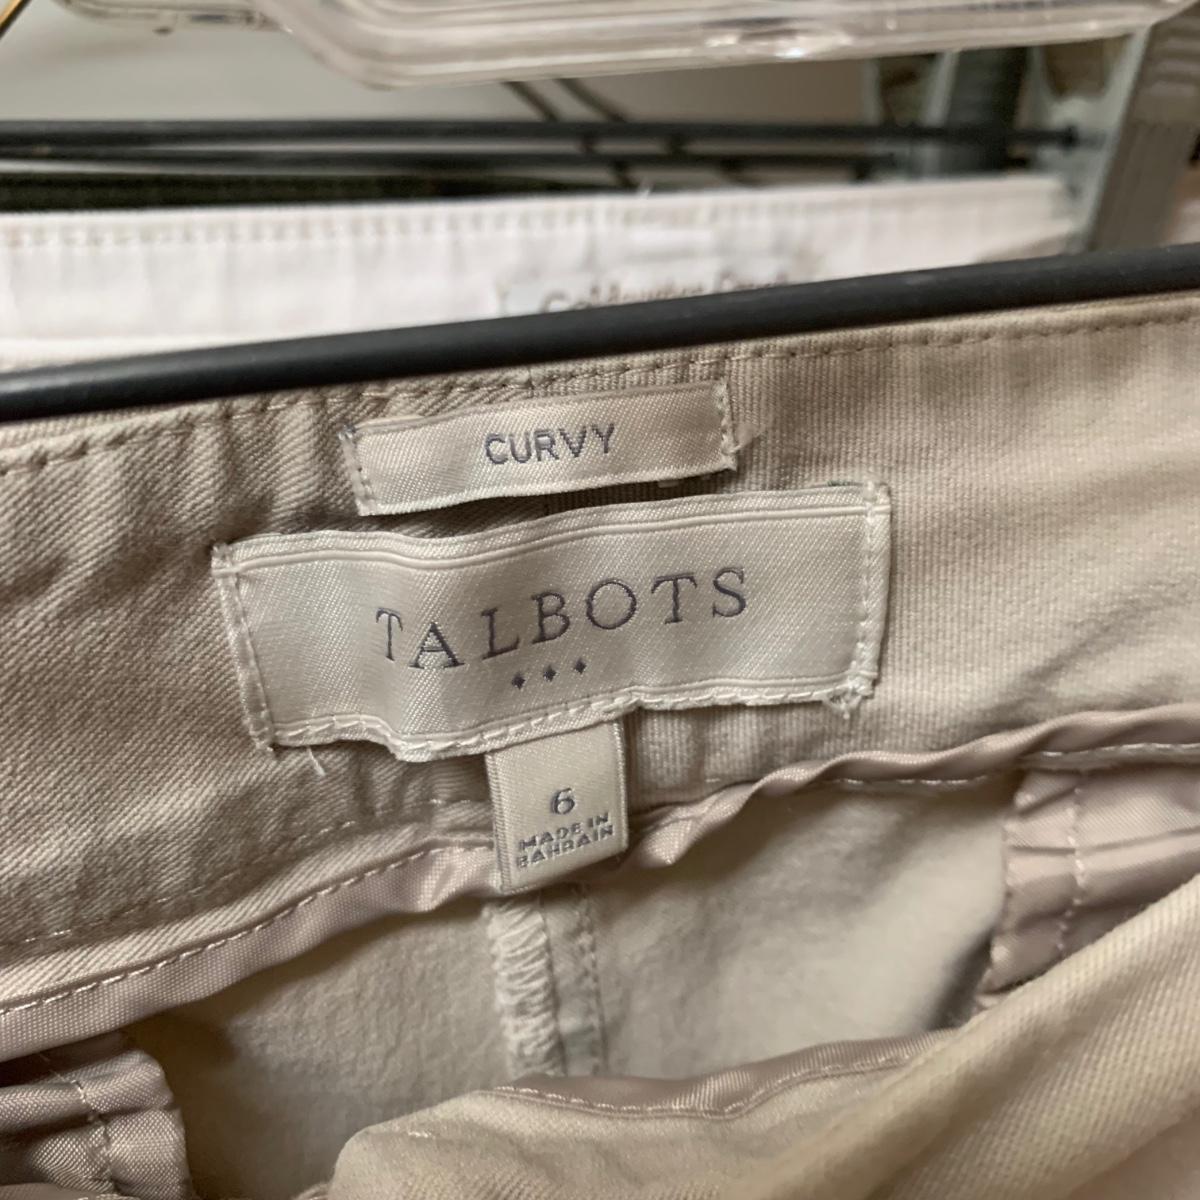 CURVY
TALBOTS
6
MADE IN
BAHRAIN